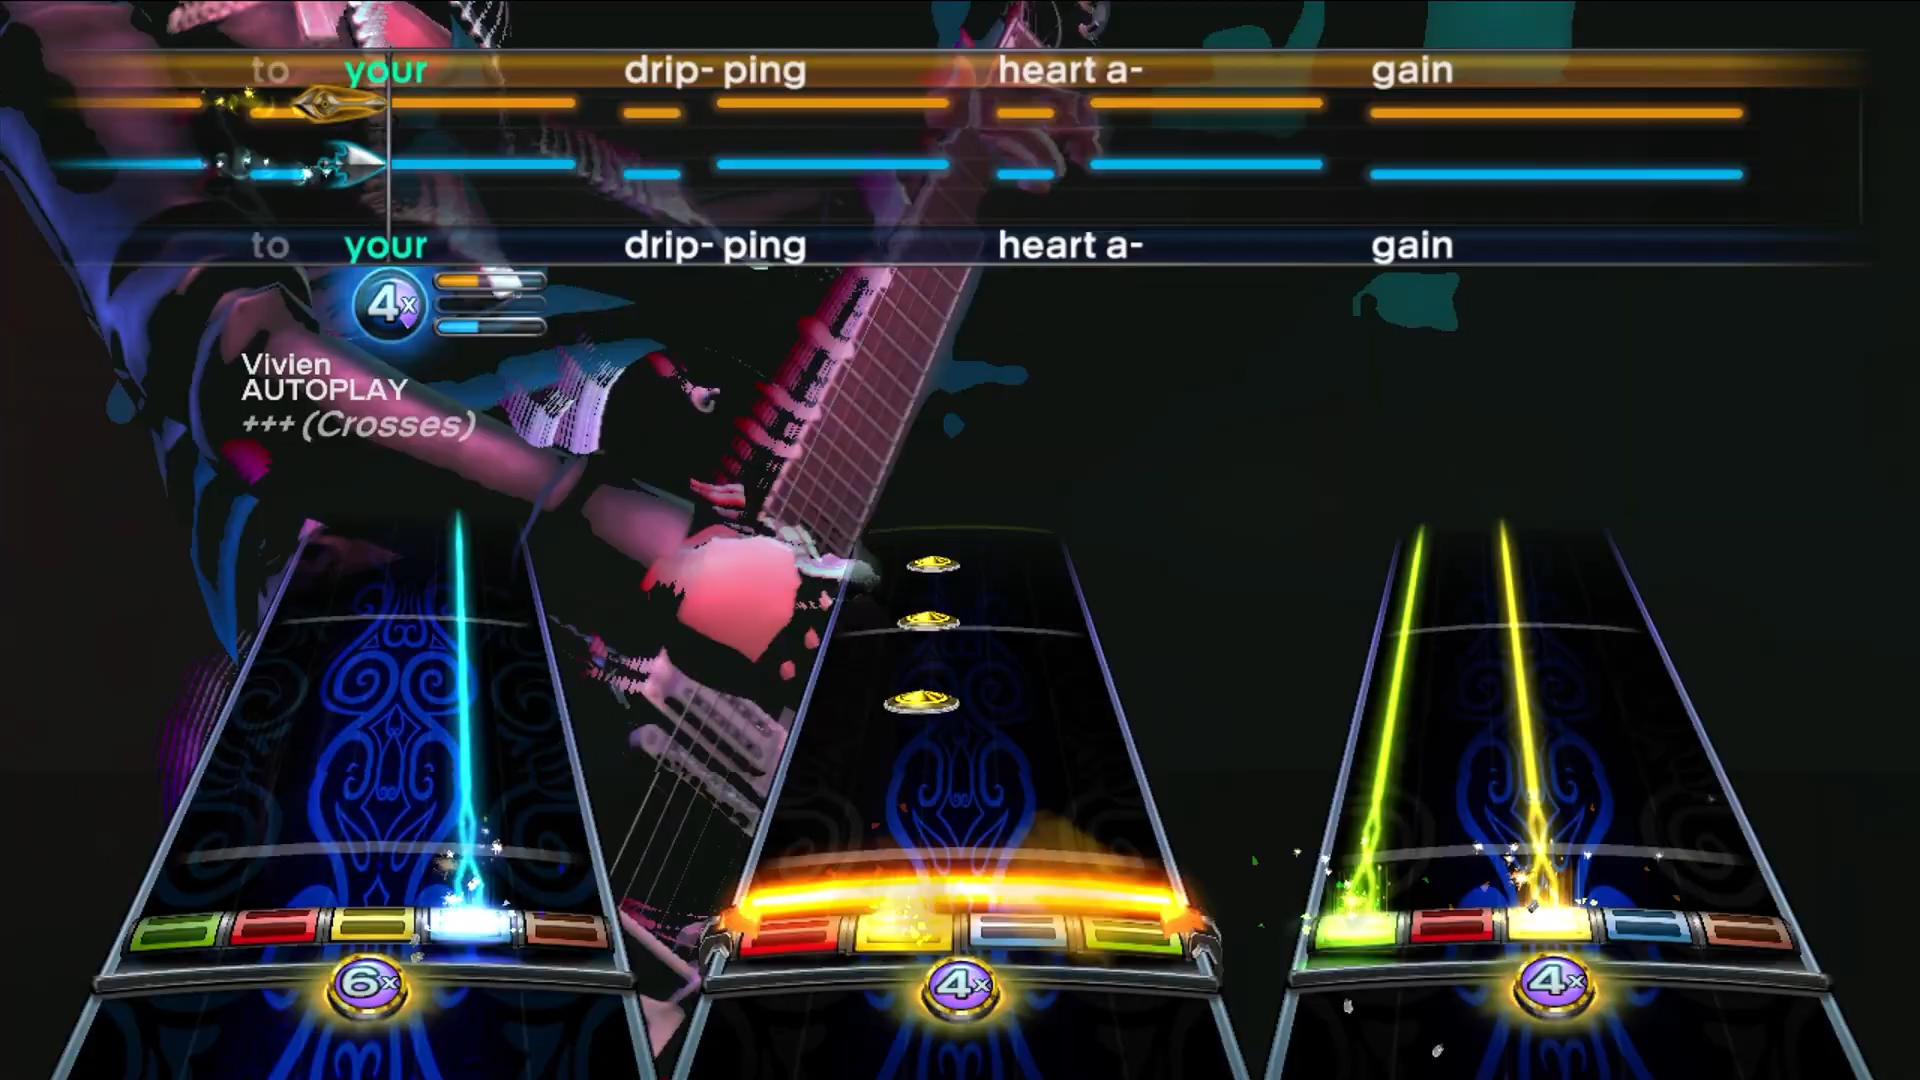 to your drip- ping heart a- gain
to your drip- ping heart a- gain
4x
Vivien
AUTOPLAY
+++ (Crosses)
6x 4x 4x